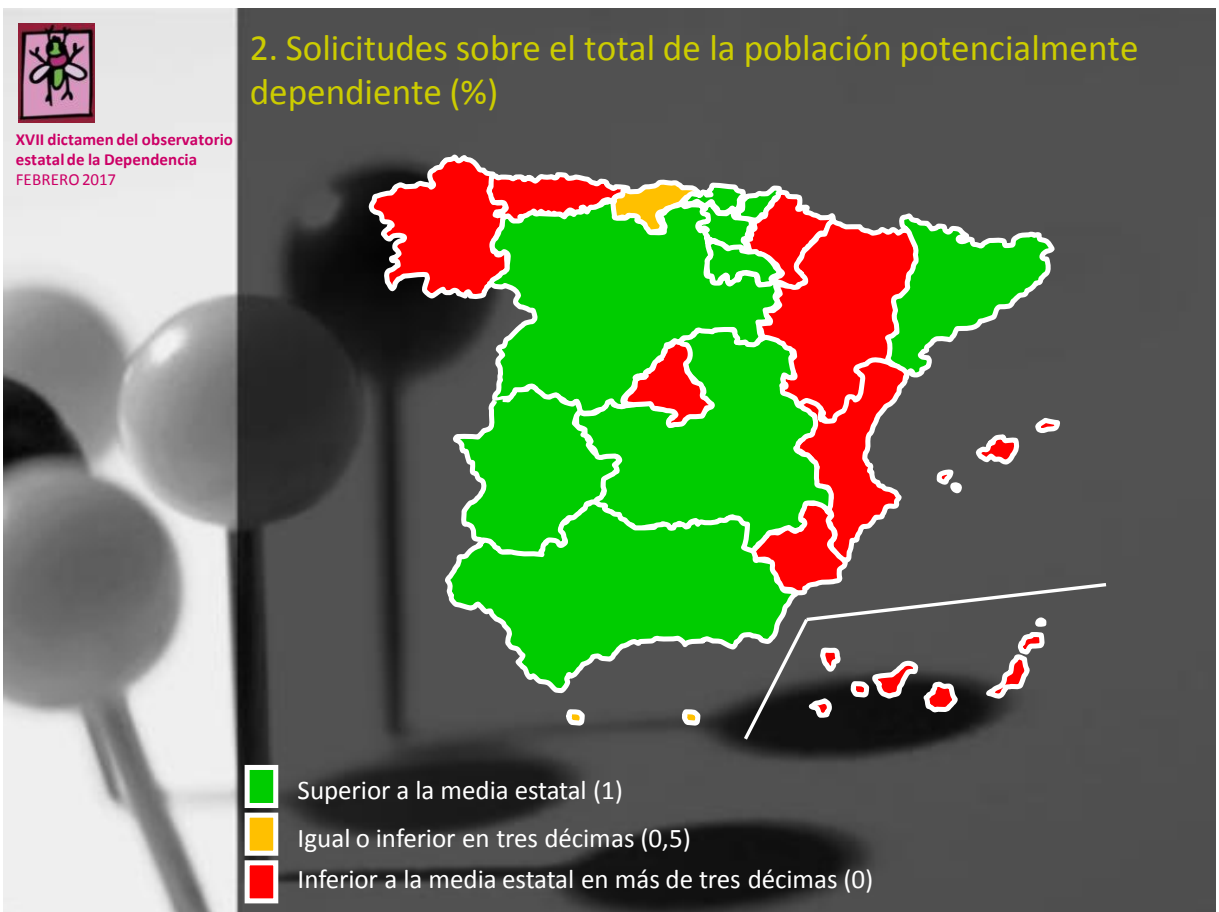 2. Solicitudes sobre el total de la población potencialmente
dependiente (%)
XVII dictamen del observatorio
estatal de la Dependencia
FEBRERO 2017
Superior a la media estatal (1)
Igual o inferior en tres décimas (0,5)
Inferior a la media estatal en más de tres décimas (0)